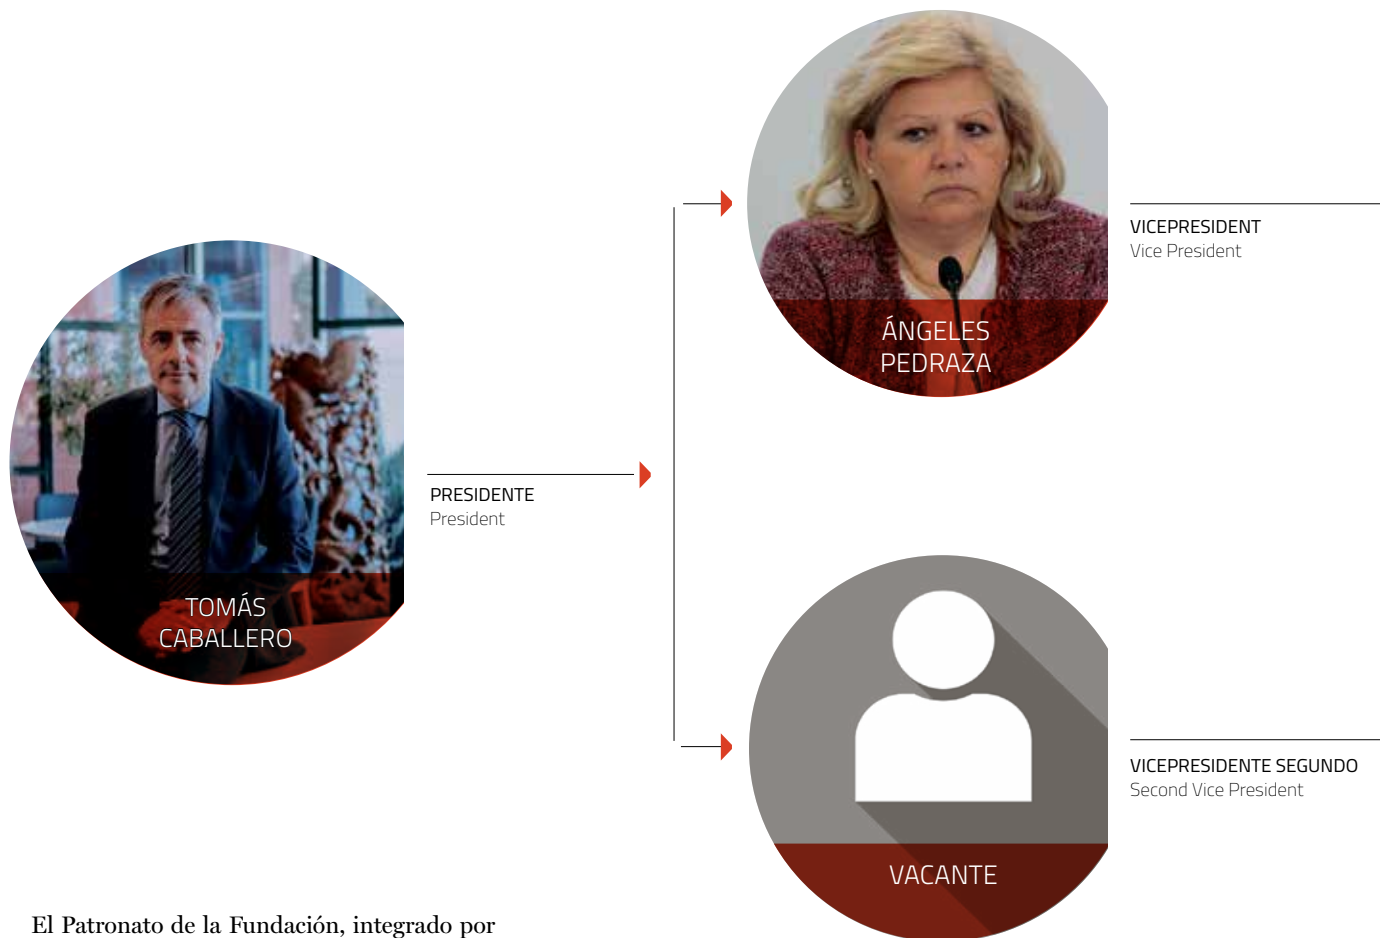 TOMÁS
CABALLERO
PRESIDENTE
President
ÁNGELES
PEDRAZA
VICEPRESIDENT
Vice President
VACANTE
VICEPRESIDENTE SEGUNDO
Second Vice President
El Patronato de la Fundación, integrado por